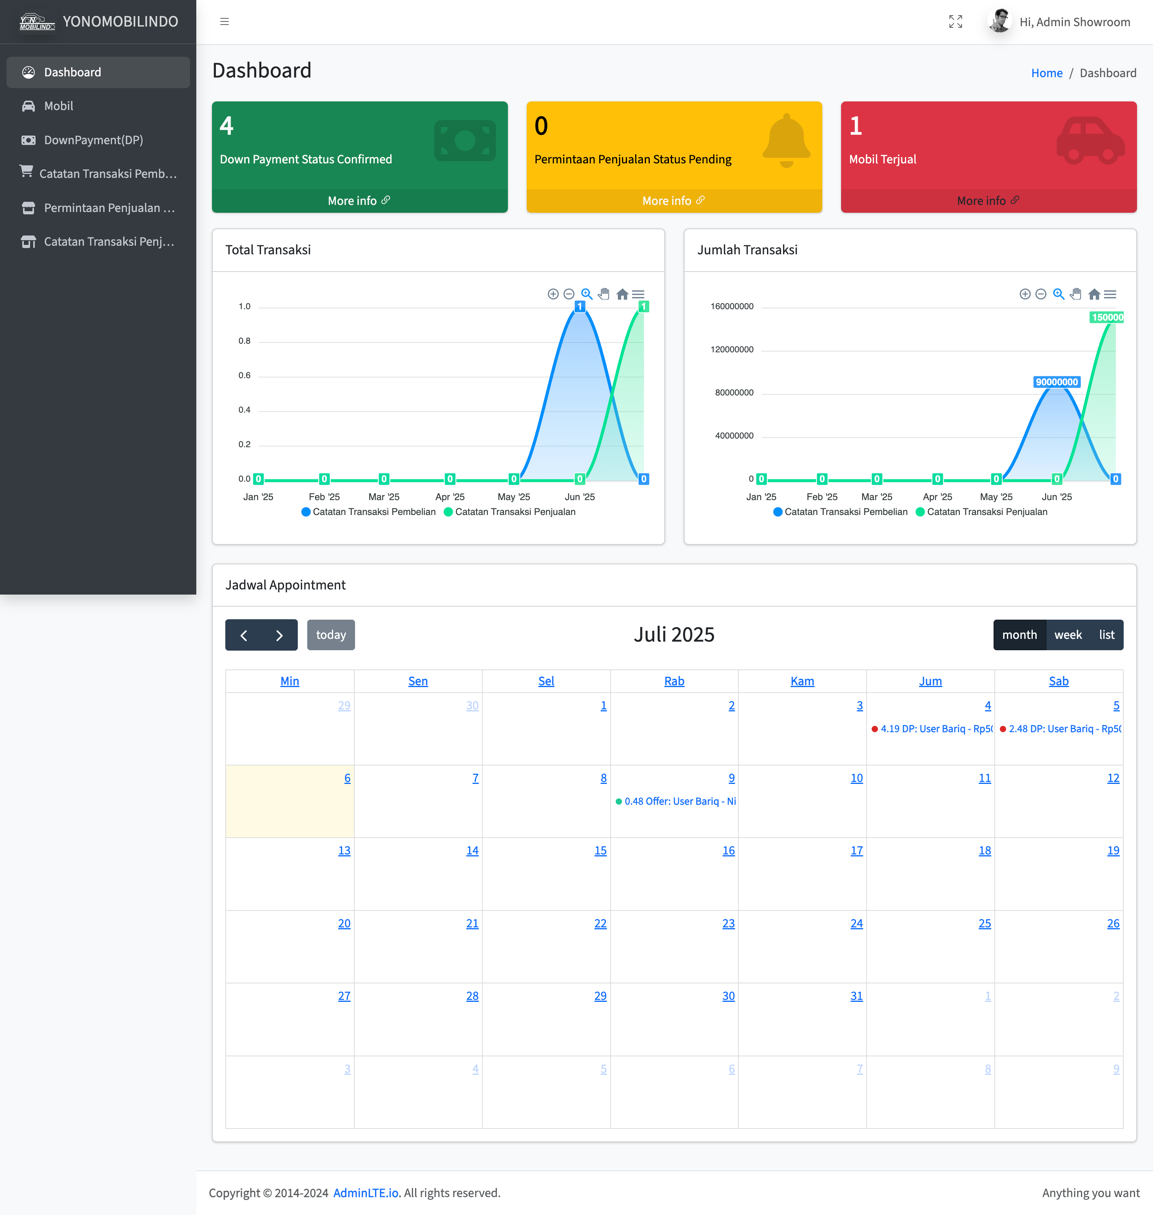 YONOMOBILINDO
Hi, Admin Showroom
Dashboard
Mobil
DownPayment(DP)
Catatan Transaksi Pemb...
Permintaan Penjualan ...
Catatan Transaksi Penj...
Dashboard
Home / Dashboard
4
Down Payment Status Confirmed
More info
0
Permintaan Penjualan Status Pending
More info
1
Mobil Terjual
More info
Total Transaksi
1.0
0.8
0.6
0.4
0.2
0.0
1
1
0 0 0 0 0 0 0
Jan '25 Feb '25 Mar '25 Apr '25 May '25 Jun '25
Catatan Transaksi Pembelian Catatan Transaksi Penjualan
Jumlah Transaksi
160000000
120000000
80000000
40000000
0
150000
90000000
0 0 0 0 0 0 0
Jan '25 Feb '25 Mar '25 Apr '25 May '25 Jun '25
Catatan Transaksi Pembelian Catatan Transaksi Penjualan
Jadwal Appointment
today
Juli 2025
month week list
Min Sen Sel Rab Kam Jum Sab
29 30 1 2 3 4 5
4.19 DP: User Bariq - Rp50 2.48 DP: User Bariq - Rp50
6 7 8 9 10 11 12
0.48 Offer: User Bariq - Ni
13 14 15 16 17 18 19
20 21 22 23 24 25 26
27 28 29 30 31 1 2
3 4 5 6 7 8 9
Copyright © 2014-2024 AdminLTE.io. All rights reserved.
Anything you want